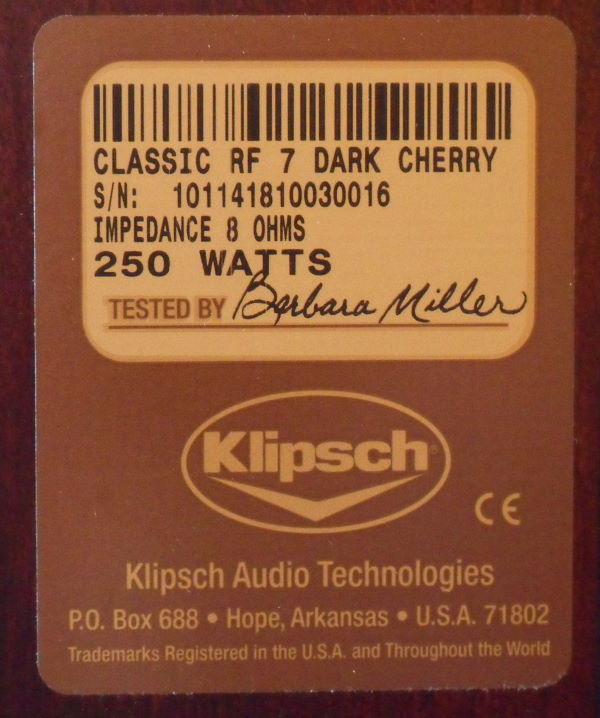 CLASSIC RF 7 DARK CHERRY
S/N: 101141810030016
IMPEDANCE 8 OHMS
250 WATTS
TESTED BY Barbara Miller
Klipsch®
CE
Klipsch Audio Technologies
P.O. Box 688 • Hope, Arkansas • U.S.A. 71802
Trademarks Registered in the U.S.A. and Throughout the World